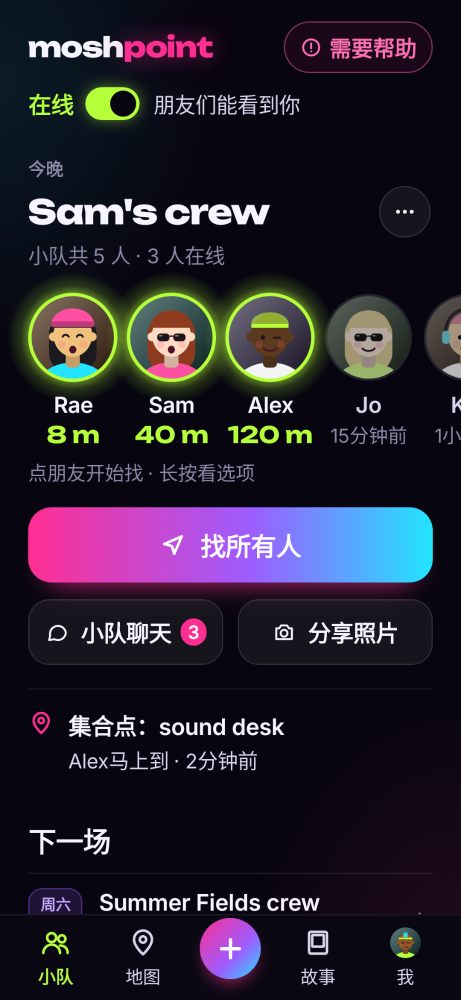 moshpoint
需要帮助
在线
朋友们能看到你
今晚
Sam's crew
小队共 5 人 · 3 人在线
Rae
Sam
Alex
Jo
8 m
40 m
120 m
15分钟前
点朋友开始找 · 长按看选项
找所有人
小队聊天
3
分享照片
集合点：sound desk
Alex马上到 · 2分钟前
下一场
周六
Summer Fields crew
小队
地图
故事
我